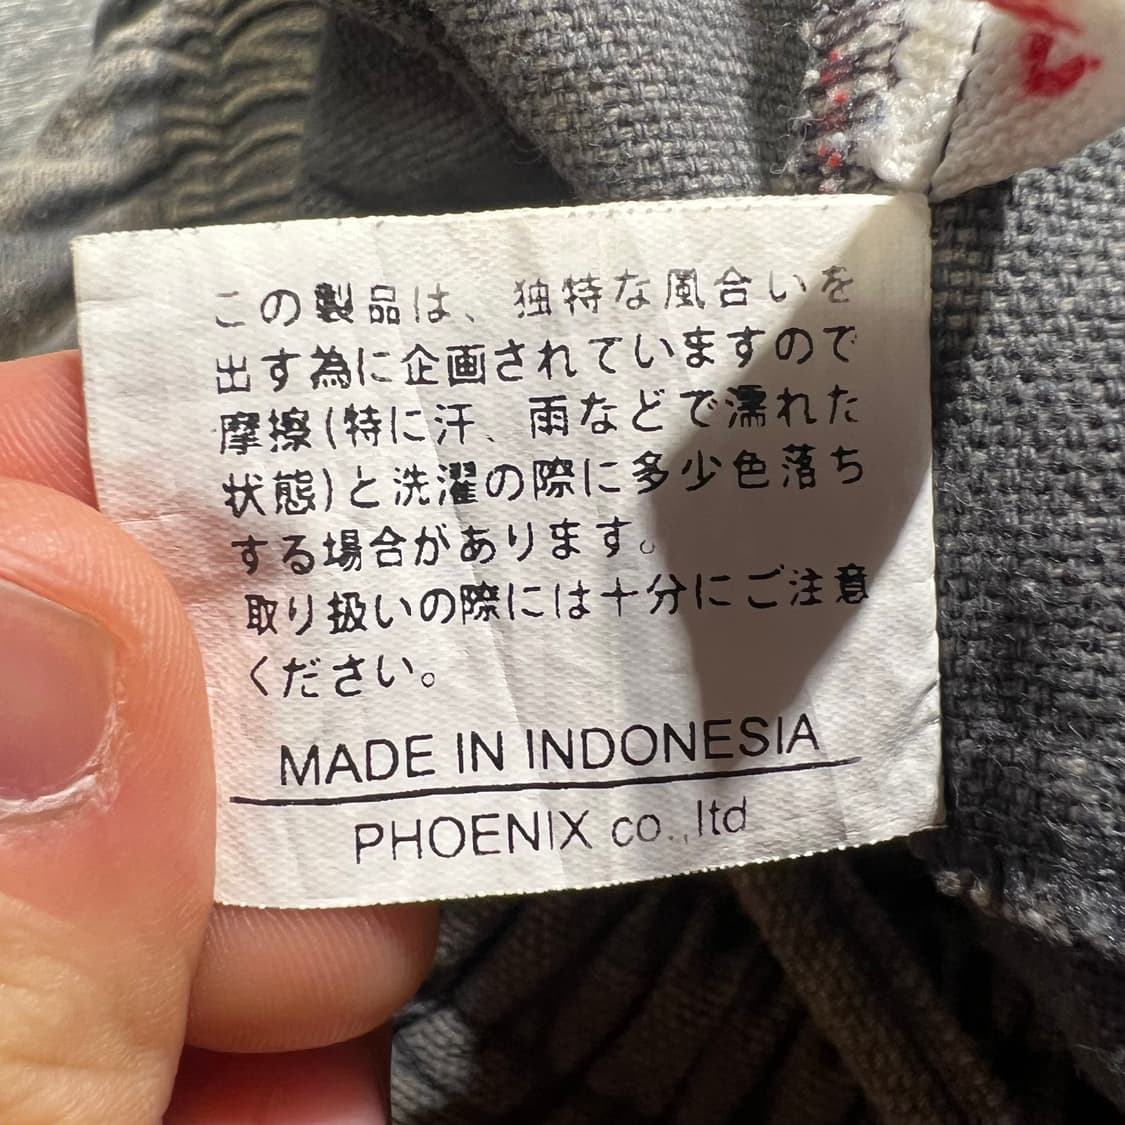 この製品は、独特な風合いを
出す為に企画されていますので
摩擦(特に汗、雨などで濡れた
状態)と洗濯の際に多少色落ち
する場合があります。
取り扱いの際には十分にご注意
ください。
MADE IN INDONESIA
PHOENIX co.,ltd